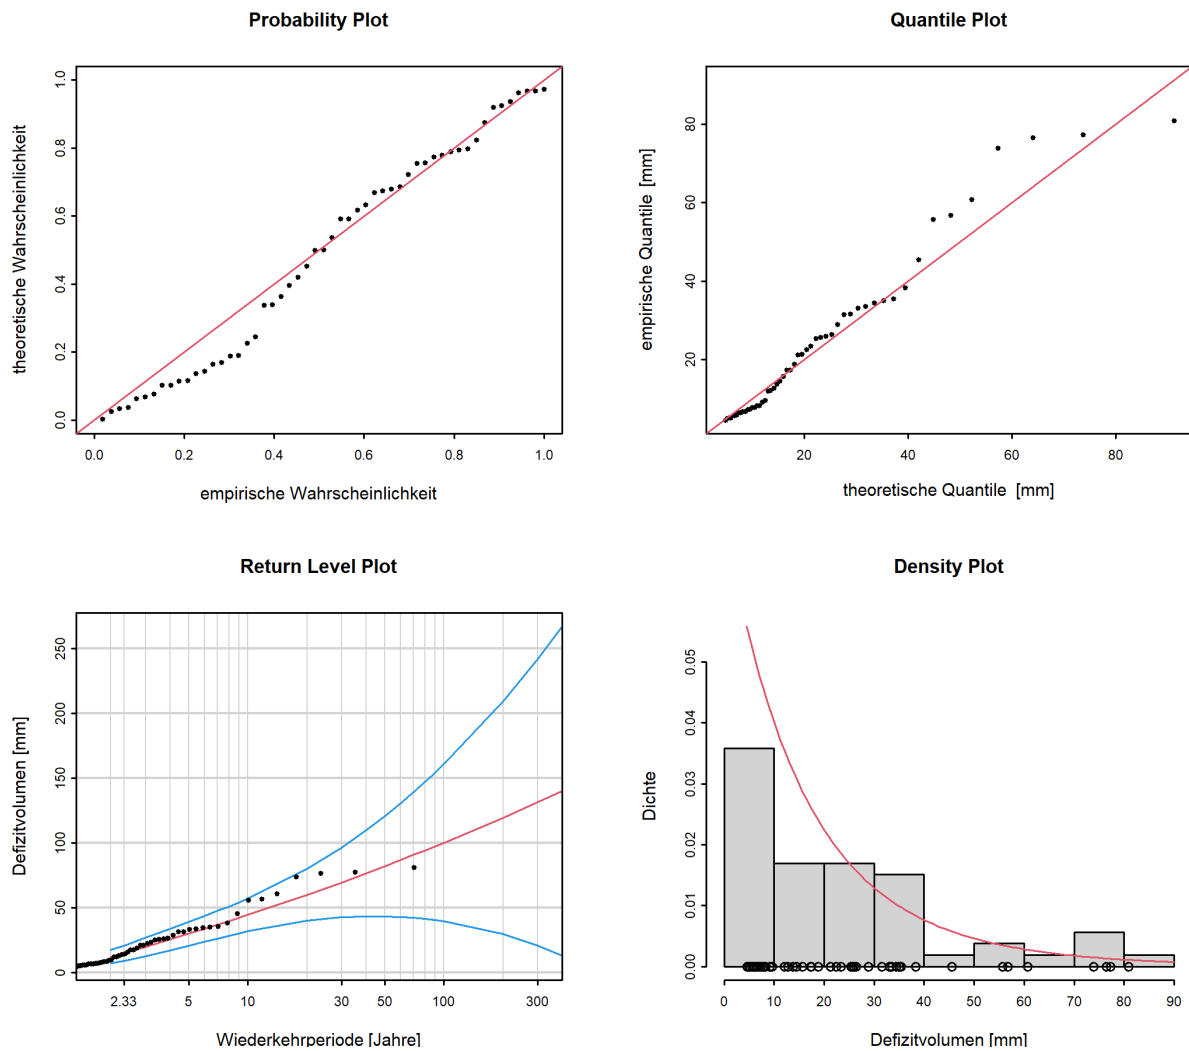 Probability Plot
theoretische Wahrscheinlichkeit
1.0
0.8
0.6
0.4
0.2
0.0
0.0 0.2 0.4 0.6 0.8 1.0
empirische Wahrscheinlichkeit
Quantile Plot
empirische Quantile [mm]
80
60
40
20
20 40 60 80
theoretische Quantile [mm]
Return Level Plot
Defizitvolumen [mm]
250
200
150
100
50
0
2.33 5 10 30 50 100 300
Wiederkehrperiode [Jahre]
Density Plot
Dichte
0.05
0.04
0.03
0.02
0.01
0.00
0 10 20 30 40 50 60 70 80 90
Defizitvolumen [mm]